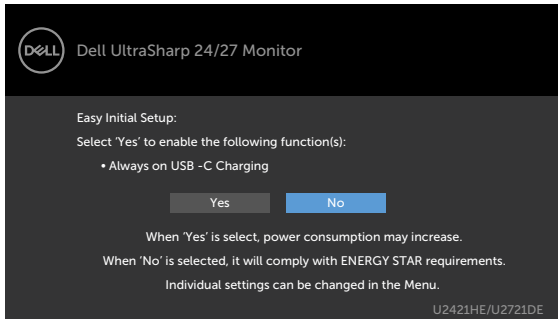 DELL
Dell UltraSharp 24/27 Monitor
Easy Initial Setup:
Select ‘Yes’ to enable the following function(s):
• Always on USB -C Charging
Yes
No
When ‘Yes’ is select, power consumption may increase.
When ‘No’ is selected, it will comply with ENERGY STAR requirements.
Individual settings can be changed in the Menu.
U2421HE/U2721DE